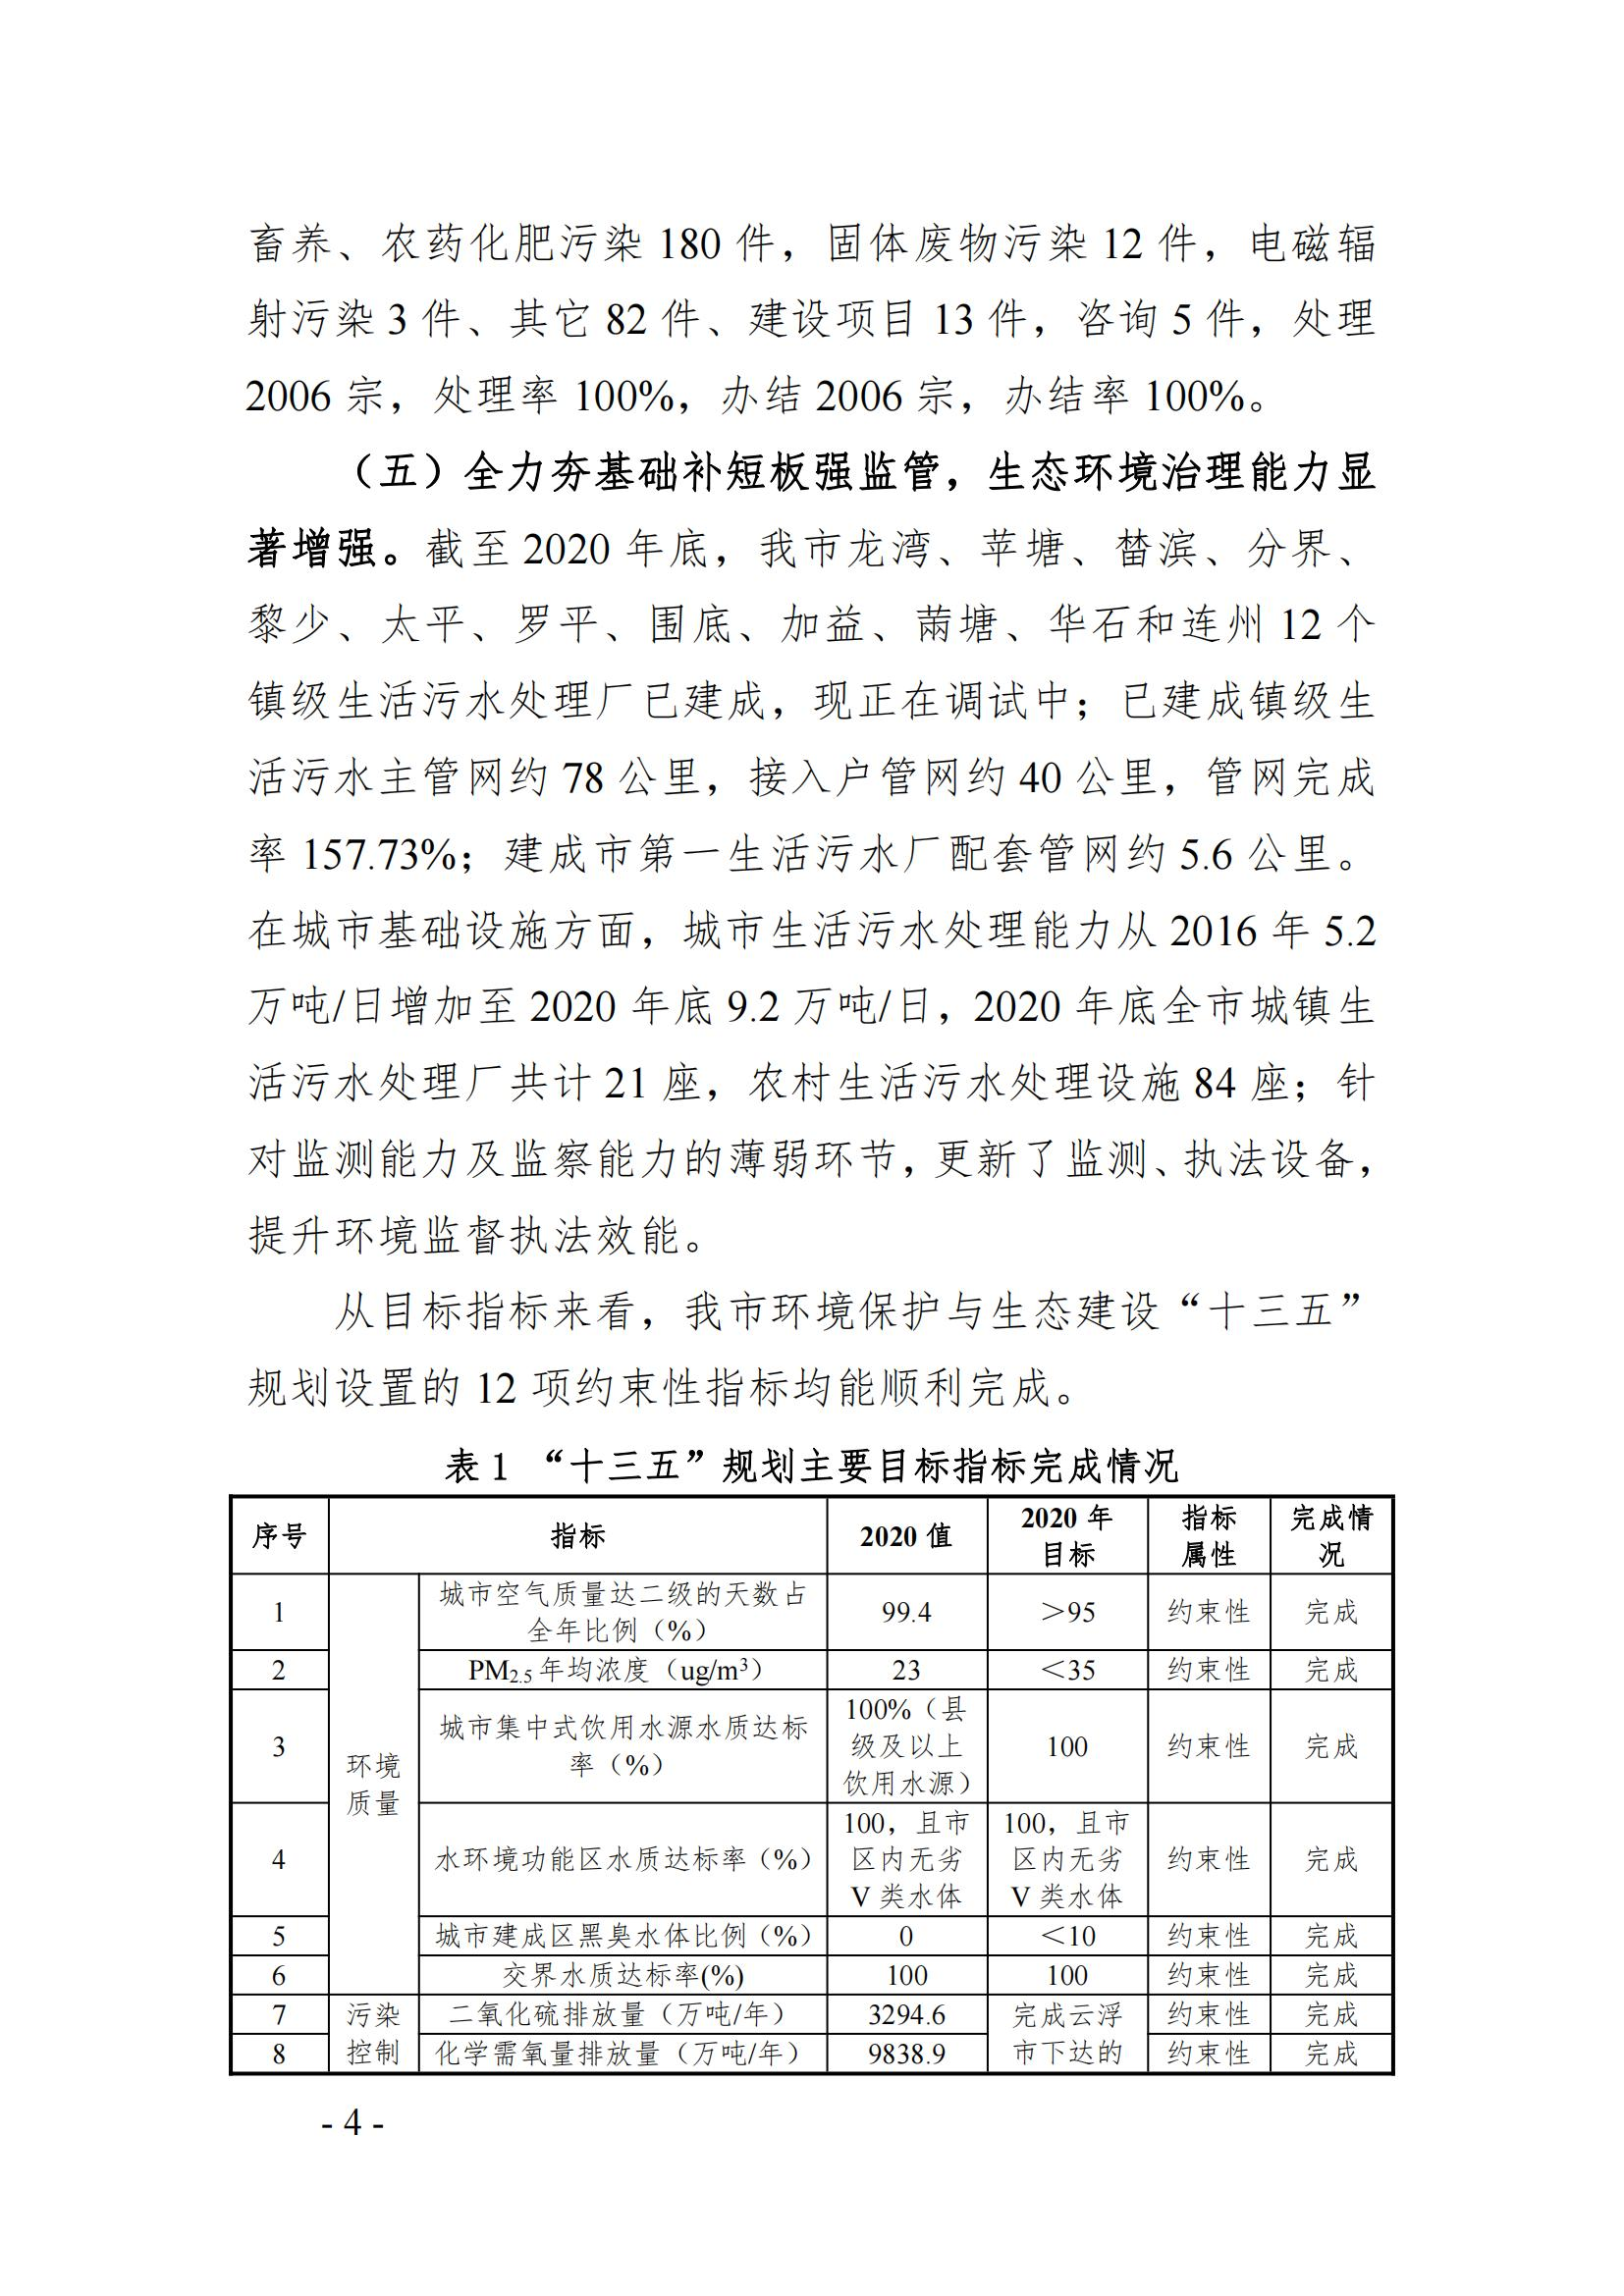 畜养、农药化肥污染 180 件，固体废物污染 12 件，电磁辐
射污染 3 件、其它 82 件、建设项目 13 件，咨询 5 件，处理
2006 宗，处理率 100%，办结 2006 宗，办结率 100%。
（五）全力夯基础补短板强监管，生态环境治理能力显
著增强。截至 2020 年底，我市龙湾、苹塘、榃滨、分界、
黎少、太平、罗平、围底、加益、䓣塘、华石和连州 12 个
镇级生活污水处理厂已建成，现正在调试中；已建成镇级生
活污水主管网约 78 公里，接入户管网约 40 公里，管网完成
率 157.73%；建成市第一生活污水厂配套管网约 5.6 公里。
在城市基础设施方面，城市生活污水处理能力从 2016 年 5.2
万吨/日增加至 2020 年底 9.2 万吨/日，2020 年底全市城镇生
活污水处理厂共计 21 座，农村生活污水处理设施 84 座；针
对监测能力及监察能力的薄弱环节，更新了监测、执法设备，
提升环境监督执法效能。
从目标指标来看，我市环境保护与生态建设“十三五”
规划设置的 12 项约束性指标均能顺利完成。
表 1 “十三五”规划主要目标指标完成情况
序号 指标 2020 值 2020 年目标 指标属性 完成情况
1 环境质量 城市空气质量达二级的天数占全年比例（%） 99.4 ＞95 约束性 完成
2 PM2.5 年均浓度（ug/m³） 23 ＜35 约束性 完成
3 城市集中式饮用水源水质达标率（%） 100%（县级及以上饮用水源） 100 约束性 完成
4 水环境功能区水质达标率（%） 100，且市区内无劣 V 类水体 100，且市区内无劣 V 类水体 约束性 完成
5 城市建成区黑臭水体比例（%） 0 ＜10 约束性 完成
6 交界水质达标率(%) 100 100 约束性 完成
7 污染控制 二氧化硫排放量（万吨/年） 3294.6 完成云浮市下达的 约束性 完成
8 化学需氧量排放量（万吨/年） 9838.9 约束性 完成
- 4 -